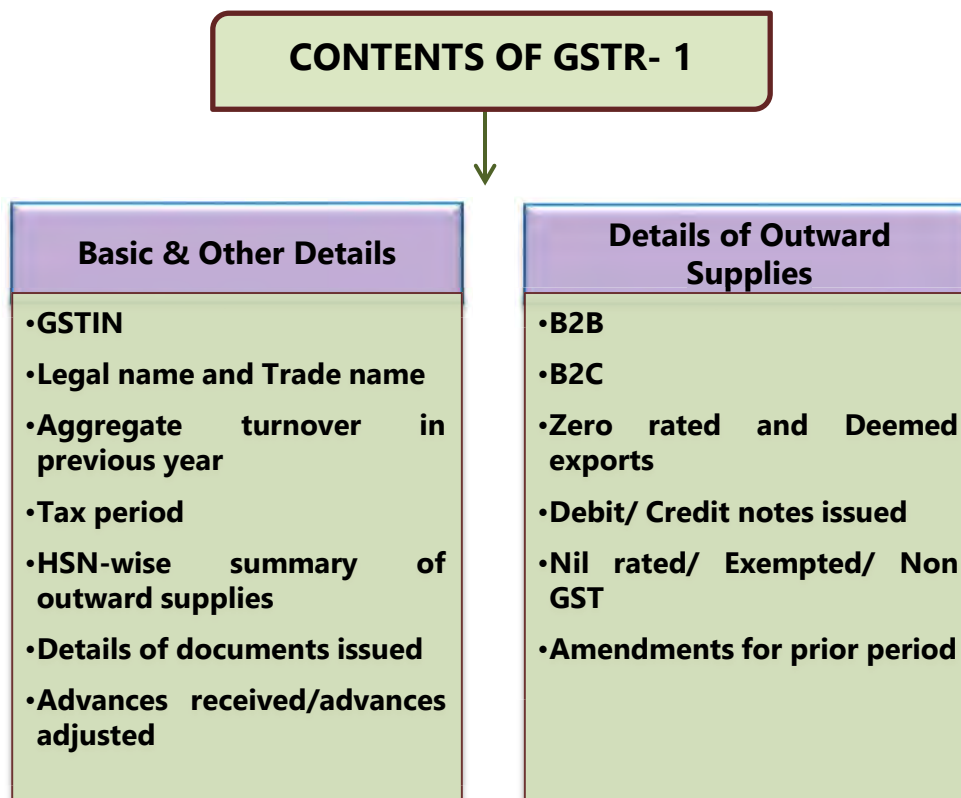 CONTENTS OF GSTR- 1
Basic & Other Details
•GSTIN
•Legal name and Trade name
•Aggregate turnover in
previous year
•Tax period
•HSN-wise summary of
outward supplies
•Details of documents issued
•Advances received/advances
adjusted
Details of Outward
Supplies
•B2B
•B2C
•Zero rated and Deemed
exports
•Debit/ Credit notes issued
•Nil rated/ Exempted/ Non
GST
•Amendments for prior period